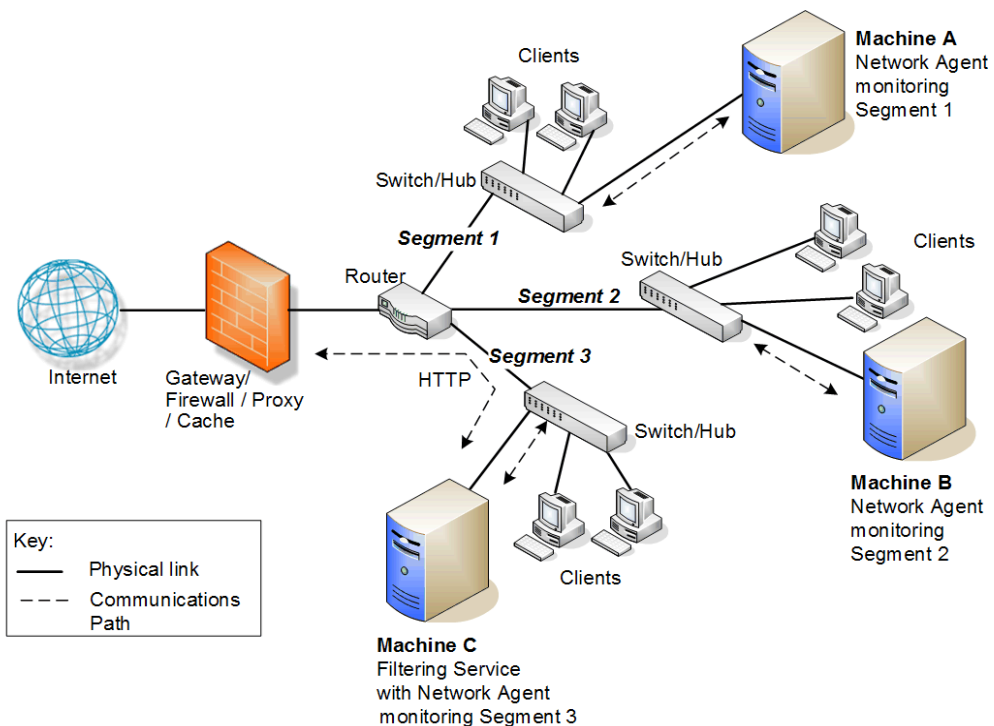 Clients
Machine A
Network Agent
monitoring
Segment 1
Switch/Hub
Segment 1
Clients
Switch/Hub
Router
Segment 2
Segment 3
Internet
Gateway/
Firewall / Proxy
/ Cache
HTTP
Switch/Hub
Machine B
Network Agent
monitoring
Segment 2
Clients
Key:
Physical link
Communications
Path
Machine C
Filtering Service
with Network Agent
monitoring Segment 3